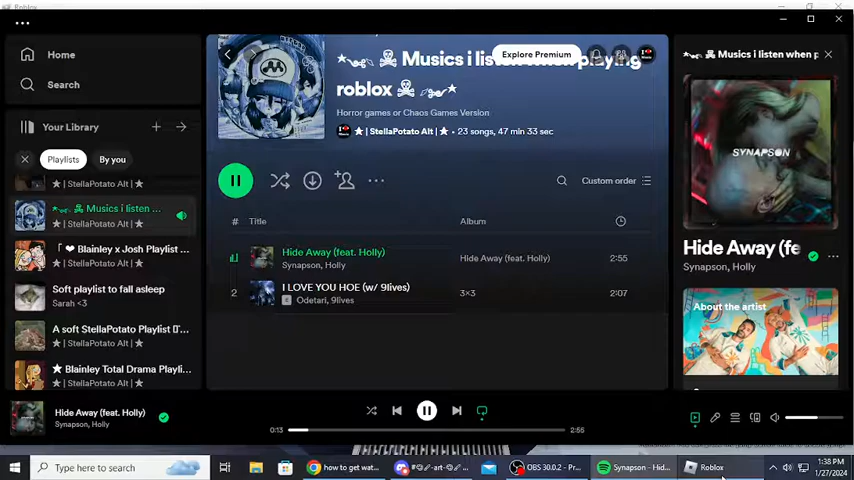 Roblox
Home
Search
Your Library
Playlists
By you
★ | StellaPotato Alt | ★
Musics i listen ...
★ | StellaPotato Alt | ★
「 ❤ Blainley x Josh Playlist ...
★ | StellaPotato Alt | ★
Soft playlist to fall asleep
Sarah <3
A soft StellaPotato Playlist
★ | StellaPotato Alt | ★
★ Blainley Total Drama Playli...
★ | StellaPotato Alt | ★
Explore Premium
Musics i listen when playing
roblox
Horror games or Chaos Games Version
★ | StellaPotato Alt | ★ • 23 songs, 47 min 33 sec
Custom order
# Title Album
Hide Away (feat. Holly) Hide Away (feat. Holly) 2:55
Synapson, Holly
2 I LOVE YOU HOE (w/ 9lives) 3×3 2:07
E Odetari, 9lives
Musics i listen when p
SYNAPSON
Hide Away (fe
Synapson, Holly
About the artist
Hide Away (feat. Holly)
Synapson, Holly
0:13 2:55
Type here to search
how to get wat...
OBS 30.0.2 - Pr...
Synapson - Hid...
Roblox
1:38 PM
1/27/2024